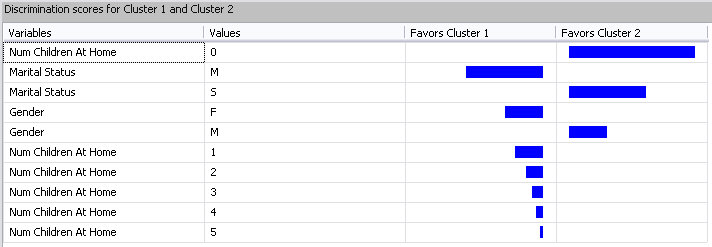 Discrimination scores for Cluster 1 and Cluster 2
Variables Values Favors Cluster 1 Favors Cluster 2
Num Children At Home 0
Marital Status M
Marital Status S
Gender F
Gender M
Num Children At Home 1
Num Children At Home 2
Num Children At Home 3
Num Children At Home 4
Num Children At Home 5